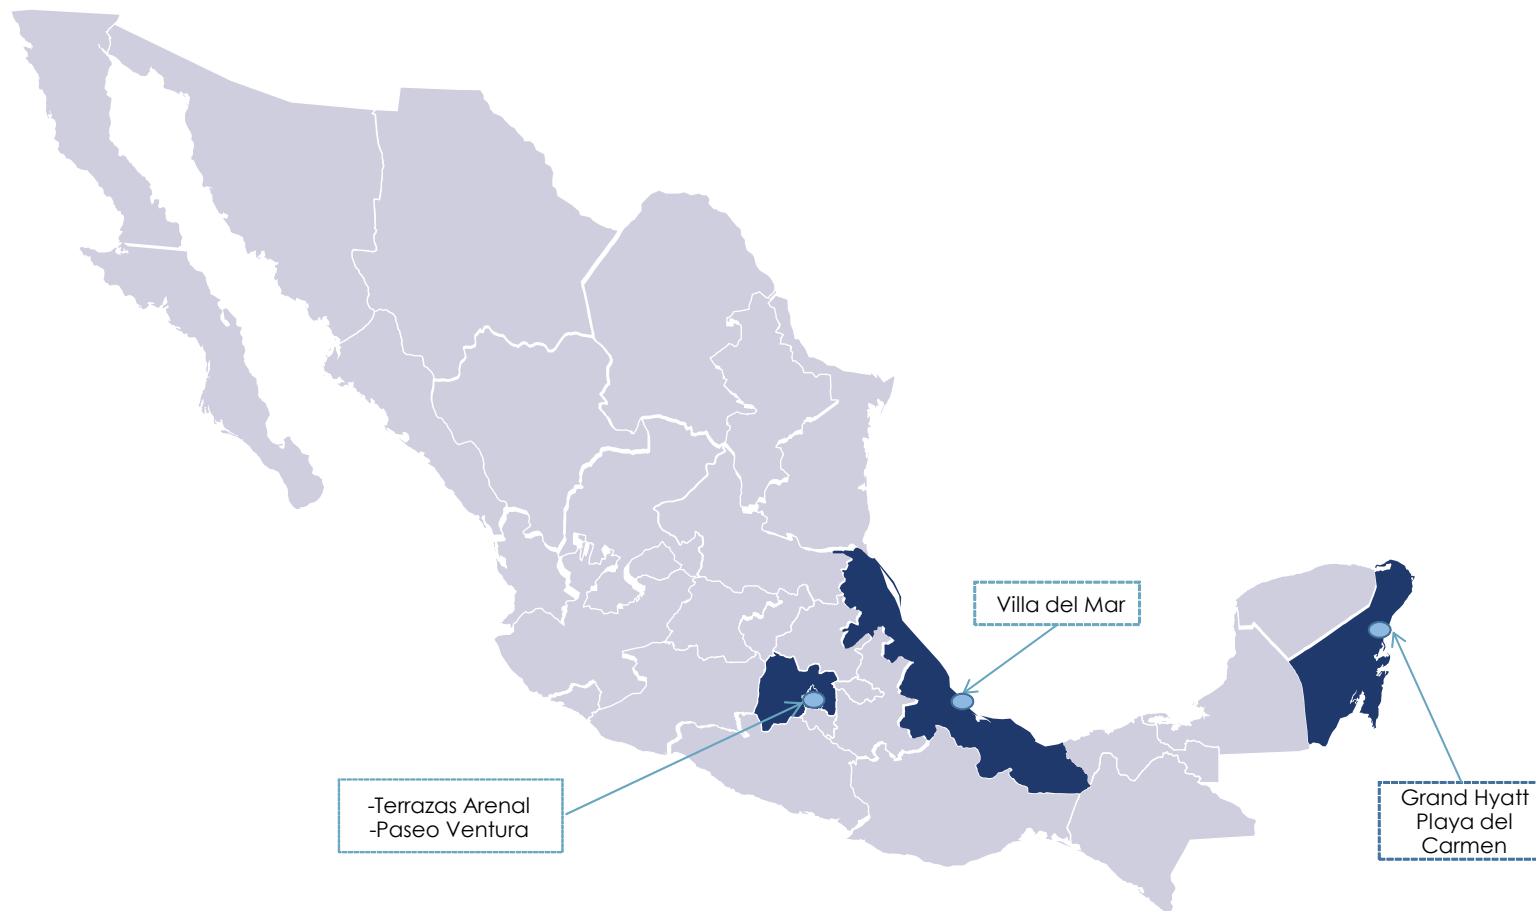 Villa del Mar
-Terrazas Arenal
-Paseo Ventura
Grand Hyatt
Playa del
Carmen